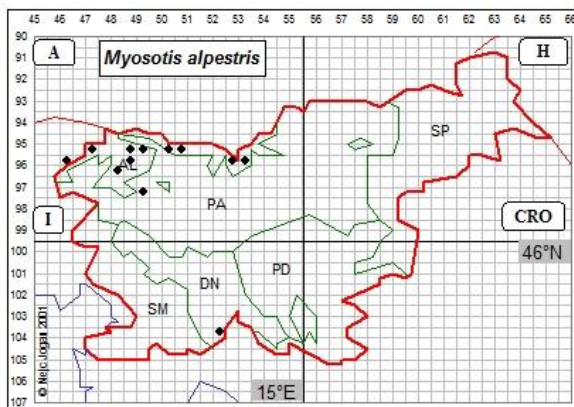 45 46 47 48 49 50 51 52 53 54 55 56 57 58 59 60 61 62 63 64 65 66
90
91
92
93
94
95
96
97
98
99
100
101
102
103
104
105
106
107
A
Myosotis alpestris
H
SP
AL
PA
I
CRO
46°N
DN
PD
SM
15°E
© Nejc Jogan 2001